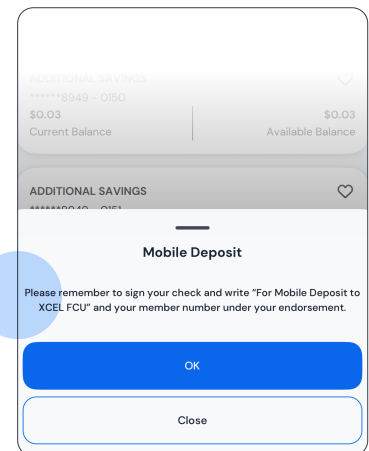 ADDITIONAL SAVINGS
******8949 - 0150
$0.03 $0.03
Current Balance Available Balance
ADDITIONAL SAVINGS
******8949 - 0151
Mobile Deposit
Please remember to sign your check and write “For Mobile Deposit to
XCEL FCU” and your member number under your endorsement.
OK
Close